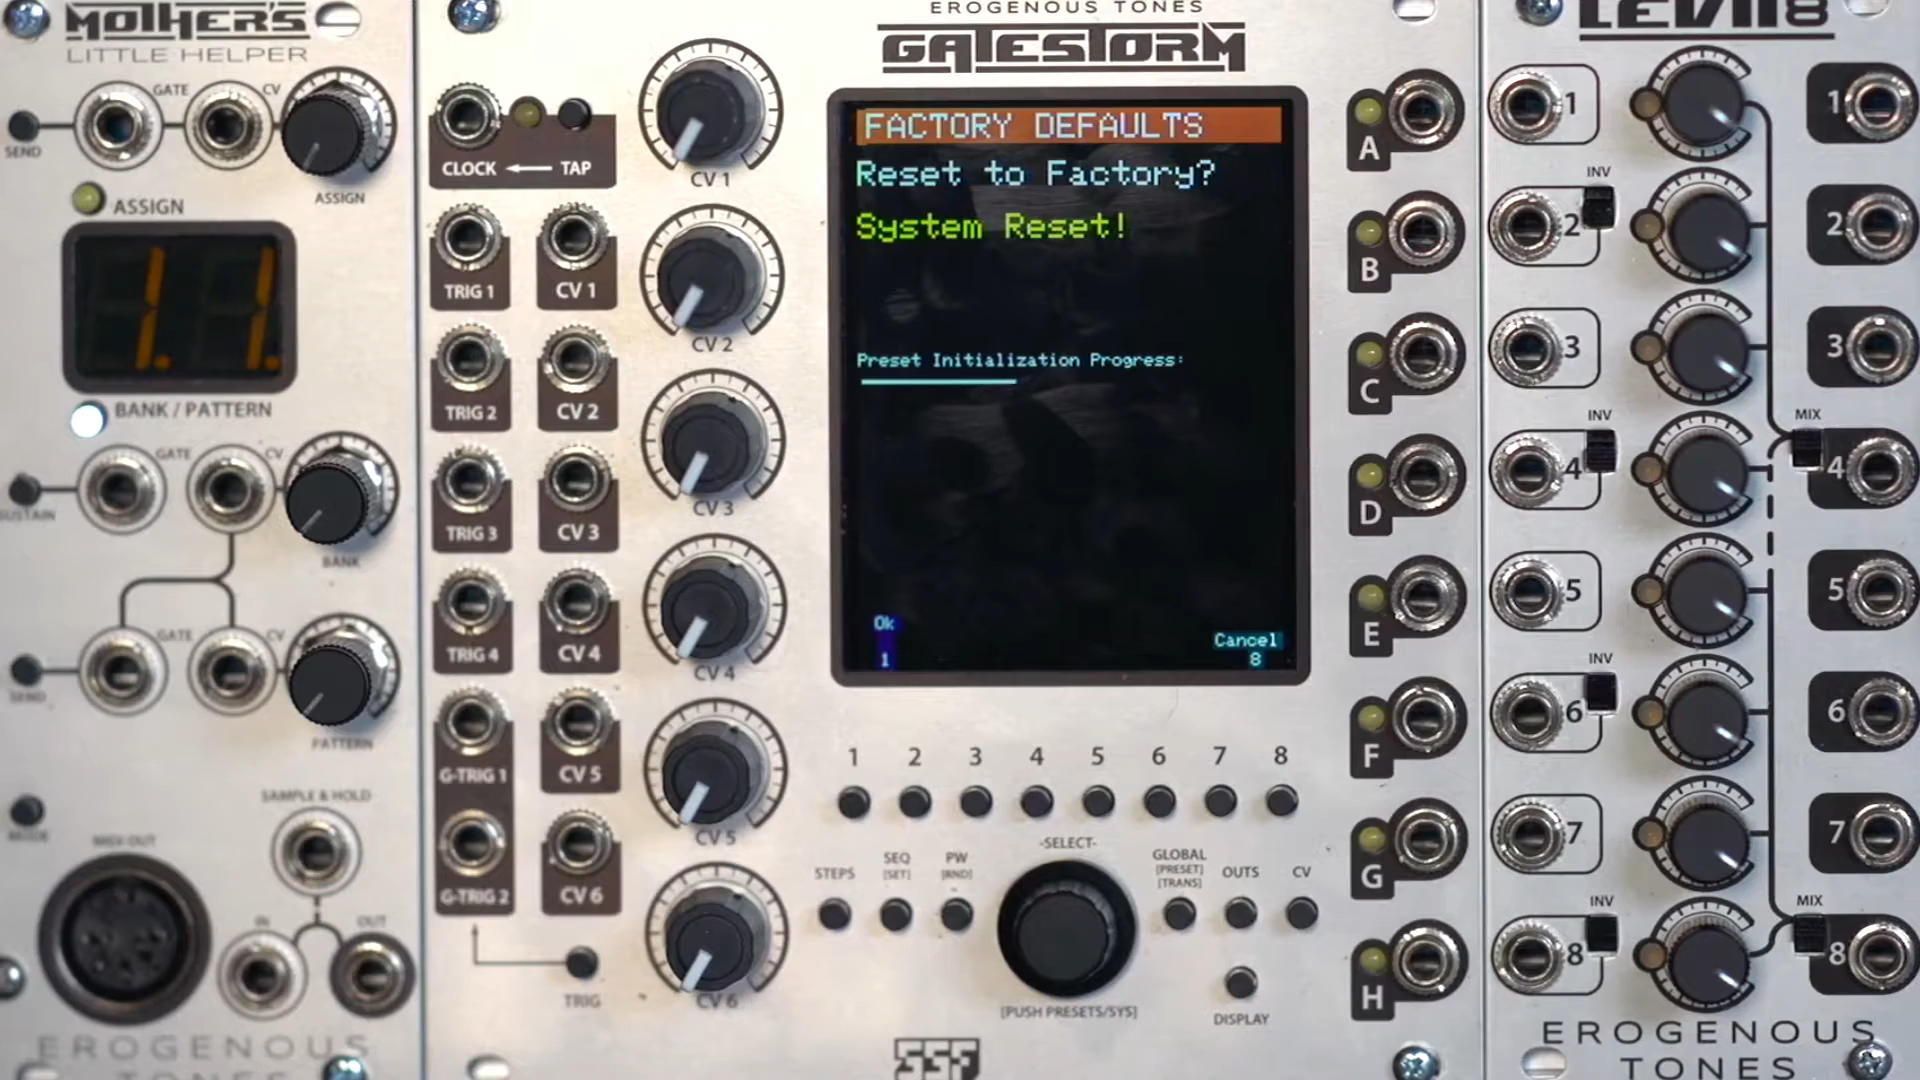 MOTHER'S
LITTLE HELPER
GATE
CV
SEND
ASSIGN
ASSIGN
1.1.
BANK / PATTERN
GATE
CV
SUSTAIN
BANK
GATE
CV
SEND
PATTERN
SAMPLE & HOLD
MODE
MIDI OUT
IN
OUT
EROGENOUS
TONES
EROGENOUS TONES
GATESTORM
CLOCK
TAP
TRIG 1
CV 1
TRIG 2
CV 2
TRIG 3
CV 3
TRIG 4
CV 4
G-TRIG 1
CV 5
G-TRIG 2
CV 6
TRIG
CV 1
CV 2
CV 3
CV 4
CV 5
CV 6
FACTORY DEFAULTS
Reset to Factory?
System Reset!
Preset Initialization Progress:
Ok
1
Cancel
8
1 2 3 4 5 6 7 8
STEPS
SEQ
[SET]
PW
[RND]
-SELECT-
GLOBAL
[PRESET]
[TRANS]
OUTS
CV
[PUSH PRESETS/SYS]
DISPLAY
SSF
A
B
C
D
E
F
G
H
LEVIT8
1
1
INV
2
2
3
3
INV
MIX
4
4
5
5
INV
6
6
7
7
INV
MIX
8
8
EROGENOUS
TONES